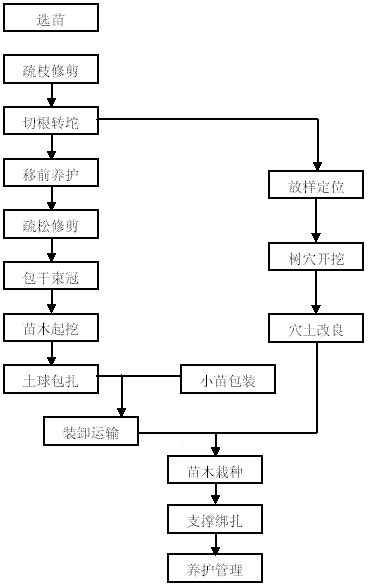 选苗
疏枝修剪
切根转坨
移前养护
疏松修剪
包干束冠
苗木起挖
土球包扎
小苗包装
装卸运输
放样定位
树穴开挖
穴土改良
苗木栽种
支撑绑扎
养护管理